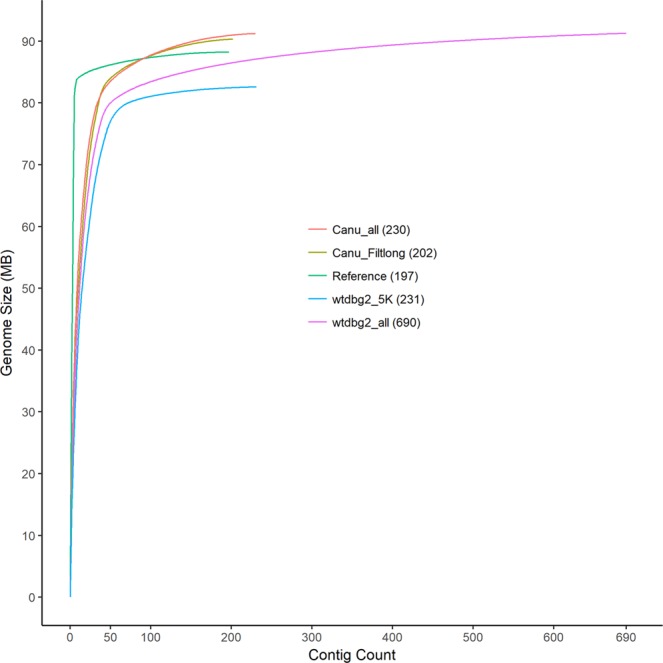 Genome Size (MB)
90
80
70
60
50
40
30
20
10
0
Canu_all (230)
Canu_Filtlong (202)
Reference (197)
wtdbg2_5K (231)
wtdbg2_all (690)
0 50 100 200 300 400 500 600 690
Contig Count